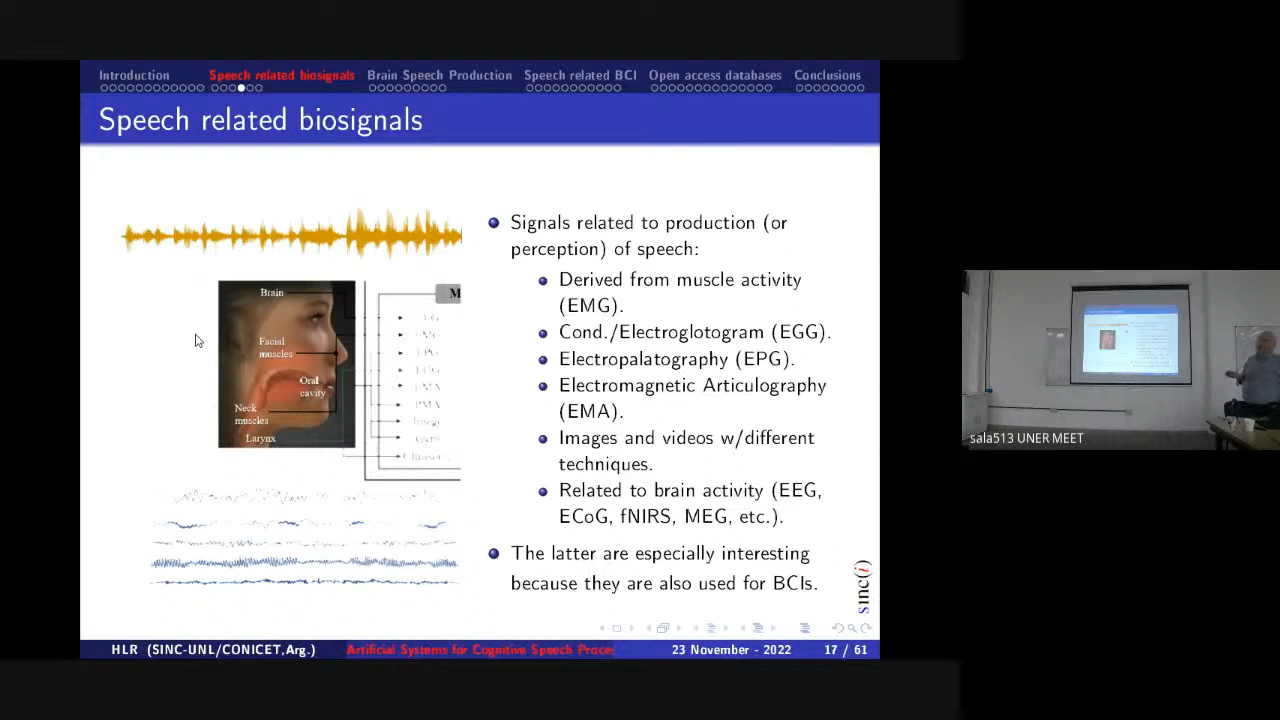 Introduction Speech related biosignals Brain Speech Production Speech related BCI Open access databases Conclusions
Speech related biosignals
Signals related to production (or
perception) of speech:
Derived from muscle activity
(EMG).
Cond./Electroglotogram (EGG).
Electropalatography (EPG).
Electromagnetic Articulography
(EMA).
Images and videos w/different
techniques.
Related to brain activity (EEG,
ECoG, fNIRS, MEG, etc.).
The latter are especially interesting
because they are also used for BCIs.
Brain
Facial
muscles
Oral
cavity
Neck
muscles
Larynx
M
PMA
sinc(i)
HLR (SINC-UNL/CONICET,Arg.) Artificial Systems for Cognitive Speech Proce 23 November - 2022 17 / 61
sala513 UNER MEET